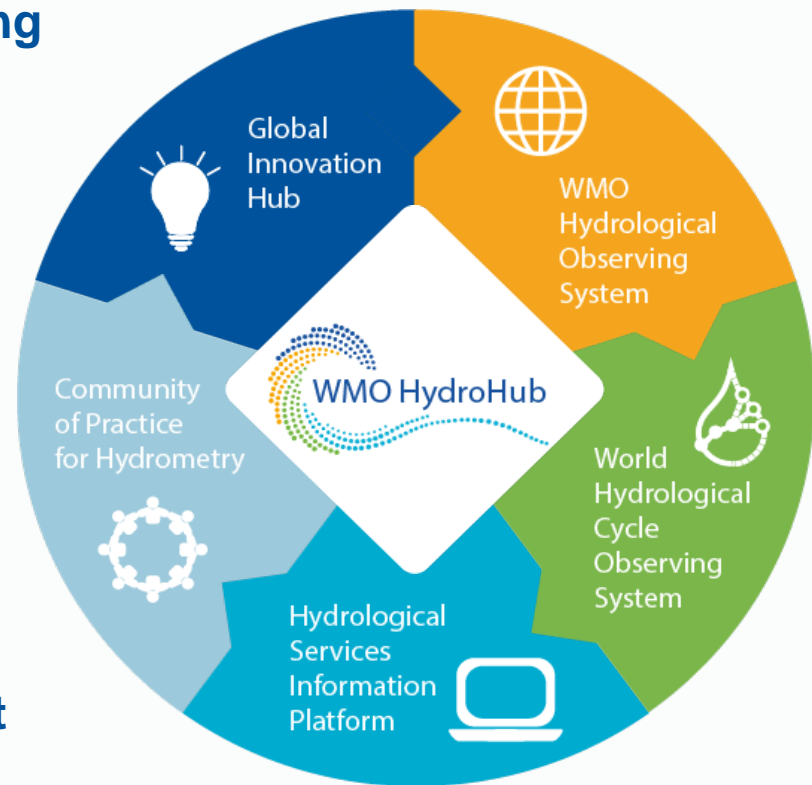 ng
Global
Innovation
Hub
WMO
Hydrological
Observing
System
WMO HydroHub
Community
of Practice
for Hydrometry
World
Hydrological
Cycle
Observing
System
Hydrological
Services
Information
Platform
t